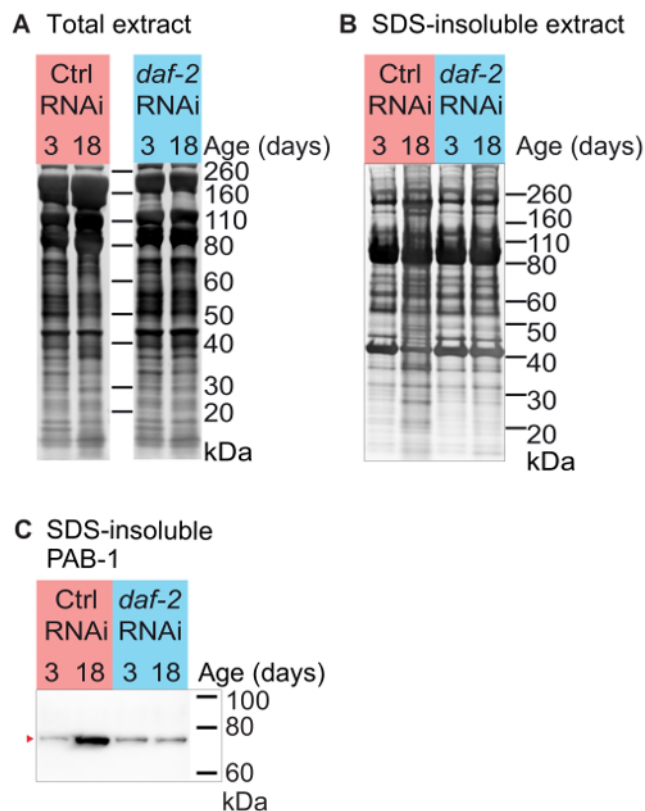 A Total extract
Ctrl RNAi
daf-2 RNAi
3 18 3 18 Age (days)
260
160
110
80
60
50
40
30
20
kDa
B SDS-insoluble extract
Ctrl RNAi
daf-2 RNAi
3 18 3 18 Age (days)
260
160
110
80
60
50
40
30
20
kDa
C SDS-insoluble
PAB-1
Ctrl RNAi
daf-2 RNAi
3 18 3 18 Age (days)
100
80
60
kDa